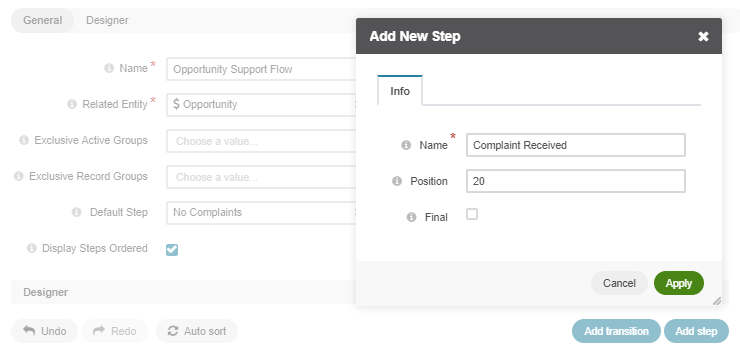 General Designer
Name *
Opportunity Support Flow
Related Entity *
$ Opportunity
Exclusive Active Groups
Choose a value...
Exclusive Record Groups
Choose a value...
Default Step
No Complaints
Display Steps Ordered
Designer
Undo Redo Auto sort Add transition Add step
Add New Step
Info
Name *
Complaint Received
Position
20
Final
Cancel Apply